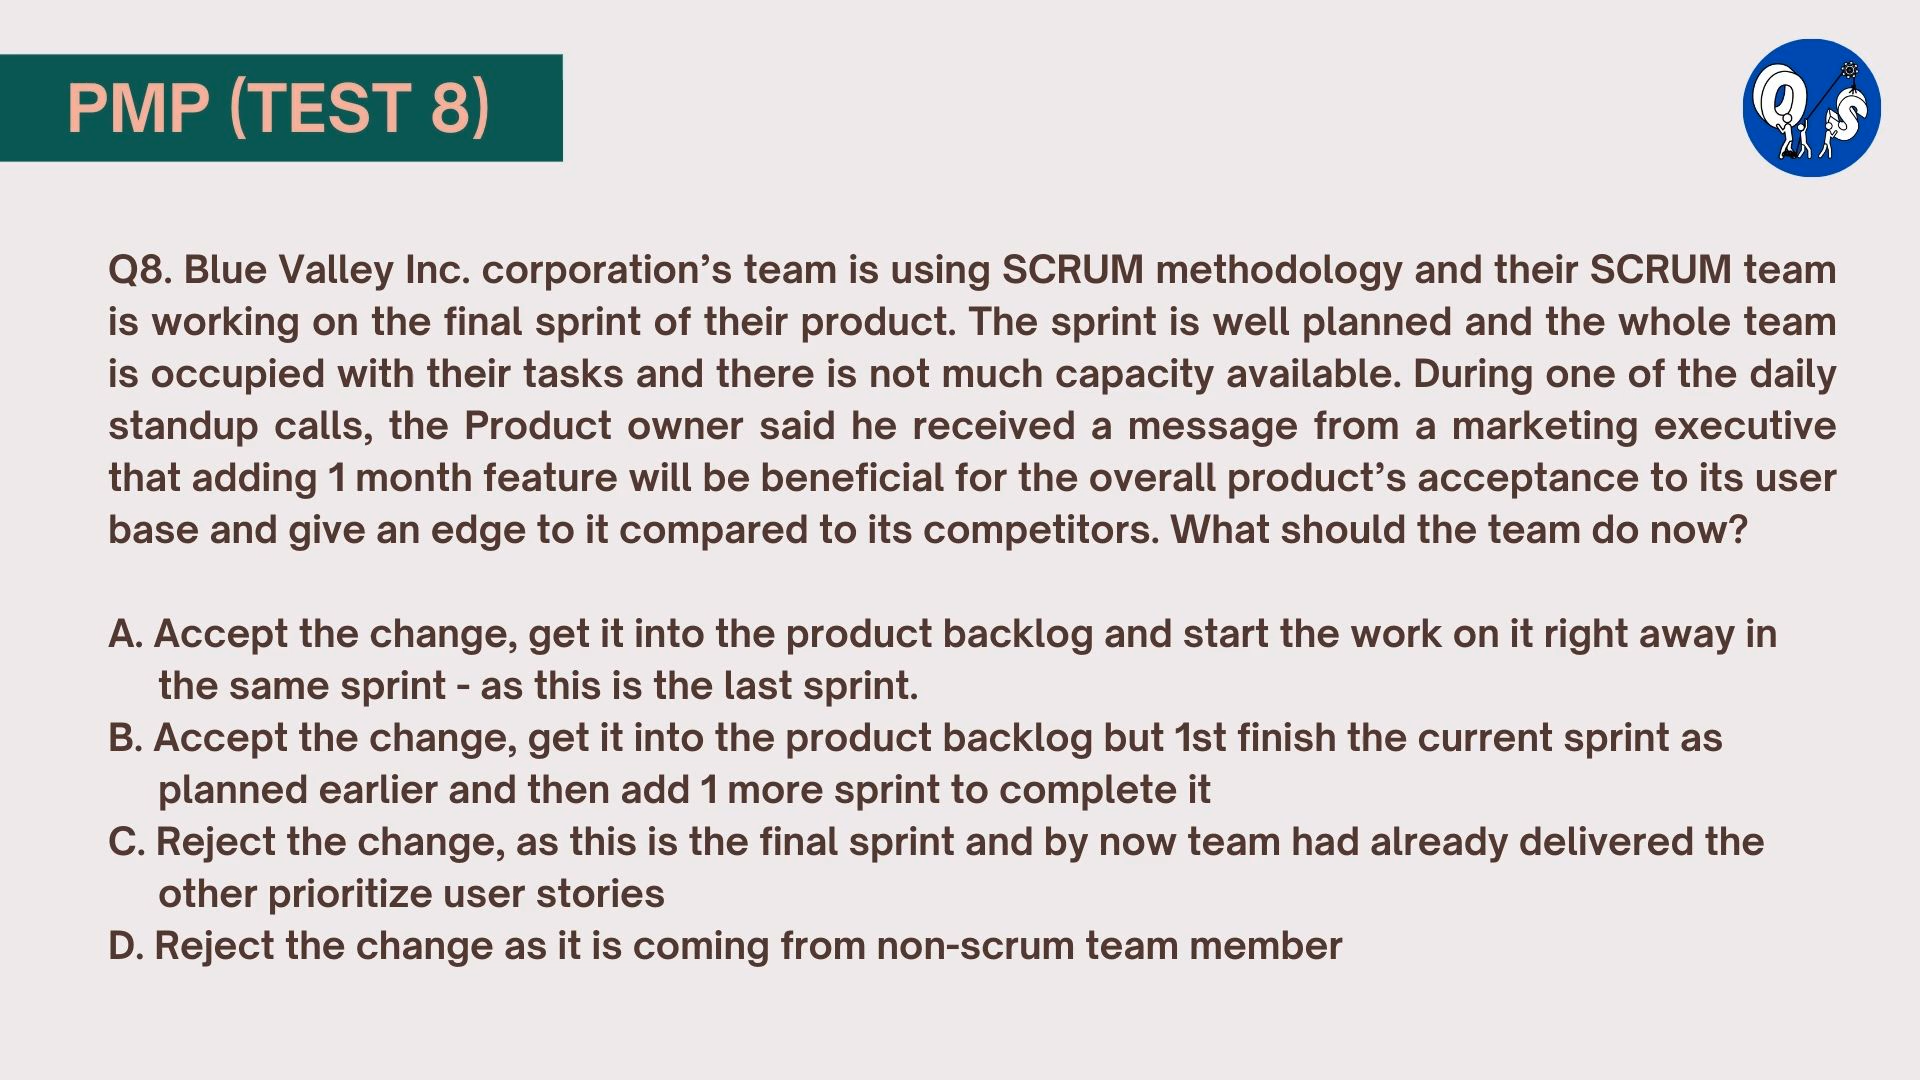 PMP (TEST 8)
Q S
Q8. Blue Valley Inc. corporation’s team is using SCRUM methodology and their SCRUM team
is working on the final sprint of their product. The sprint is well planned and the whole team
is occupied with their tasks and there is not much capacity available. During one of the daily
standup calls, the Product owner said he received a message from a marketing executive
that adding 1 month feature will be beneficial for the overall product’s acceptance to its user
base and give an edge to it compared to its competitors. What should the team do now?
A. Accept the change, get it into the product backlog and start the work on it right away in
the same sprint - as this is the last sprint.
B. Accept the change, get it into the product backlog but 1st finish the current sprint as
planned earlier and then add 1 more sprint to complete it
C. Reject the change, as this is the final sprint and by now team had already delivered the
other prioritize user stories
D. Reject the change as it is coming from non-scrum team member